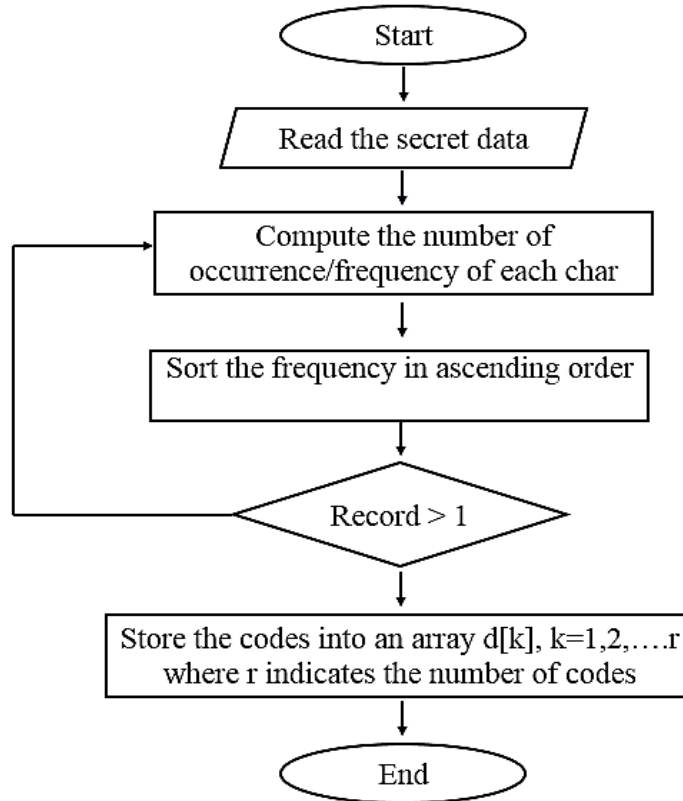 Start
Read the secret data
Compute the number of
occurrence/frequency of each char
Sort the frequency in ascending order
Record > 1
Store the codes into an array d[k], k=1,2,….r
where r indicates the number of codes
End